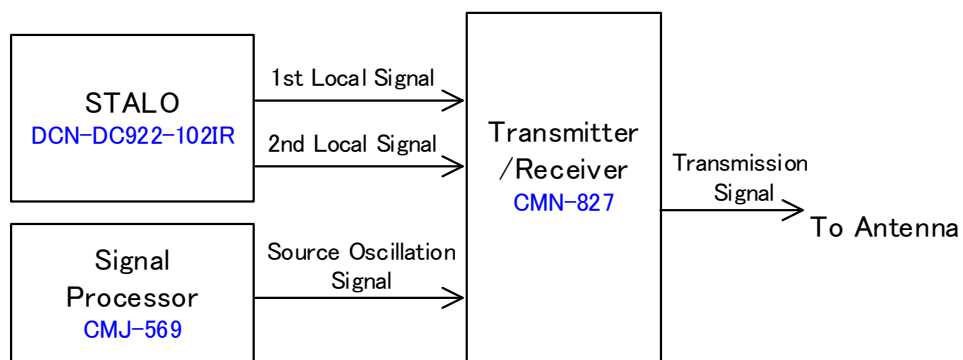 STALO
DCN-DC922-102IR
1st Local Signal
2nd Local Signal
Signal
Processor
CMJ-569
Source Oscillation
Signal
Transmitter
/Receiver
CMN-827
Transmission
Signal
To Antenna